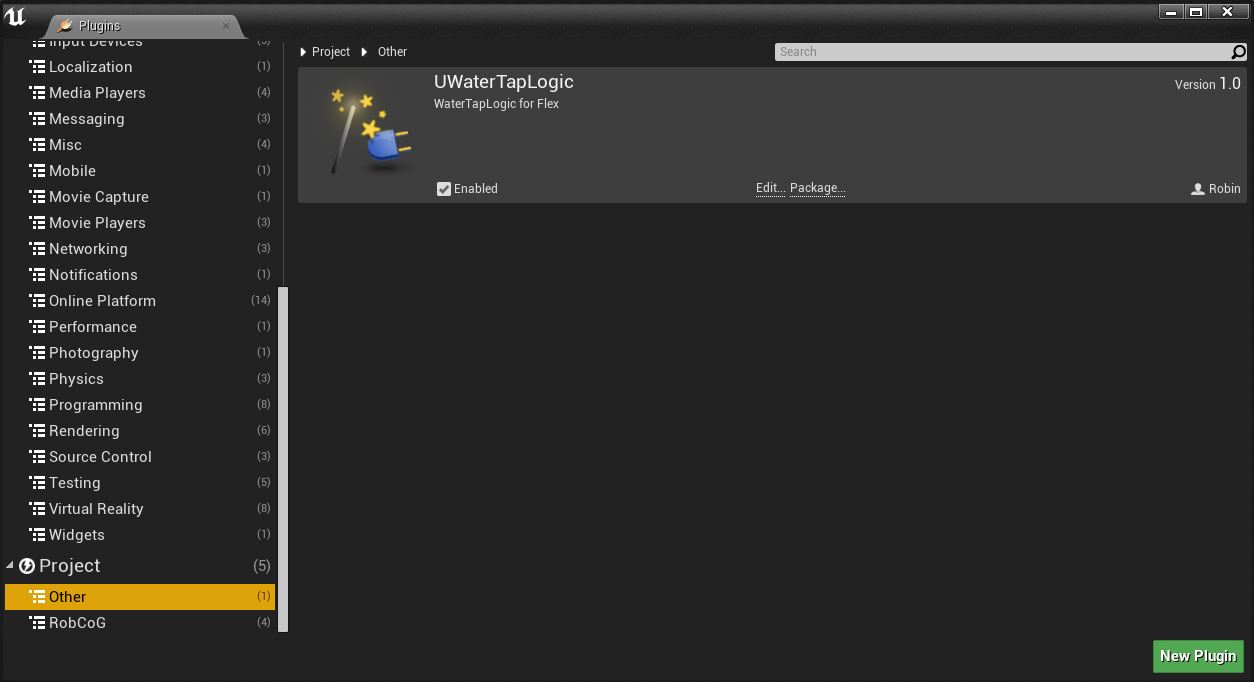 Plugins
Input Devices (3)
Localization (1)
Media Players (4)
Messaging (3)
Misc (4)
Mobile (1)
Movie Capture (1)
Movie Players (3)
Networking (3)
Notifications (1)
Online Platform (14)
Performance (1)
Photography (1)
Physics (3)
Programming (8)
Rendering (6)
Source Control (3)
Testing (5)
Virtual Reality (8)
Widgets (1)
Project (5)
Other (1)
RobCoG (4)
Project Other
Search
UWaterTapLogic
Version 1.0
WaterTapLogic for Flex
Enabled
Edit... Package...
Robin
New Plugin